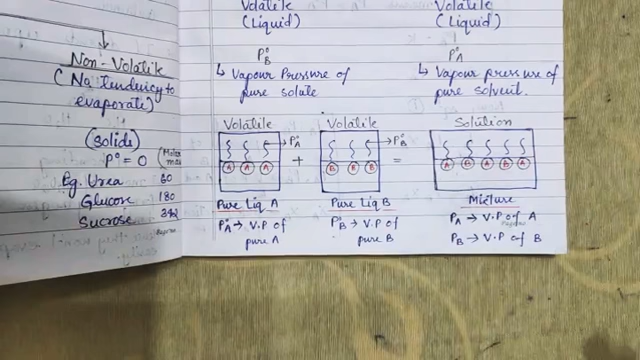 Non-Volatile
(No tendency to
evaporate)
(Solids)
P° = 0 (Molar
mass
Eg. Urea 60
Glucose 180
Sucrose 342
Volatile
(Liquid)
P°B
↳ Vapour Pressure of
pure solute
Volatile
(Liquid)
P°A
↳ Vapour pressure of
pure solvent.
Volatile Volatile Solution
→P°A →P°B
A A A + B B B =
Pure Liq A Pure Liq B Mixture
P°A → V.P of
pure A
P°B → V.P of
pure B
PA → V.P of A
PB → V.P of B